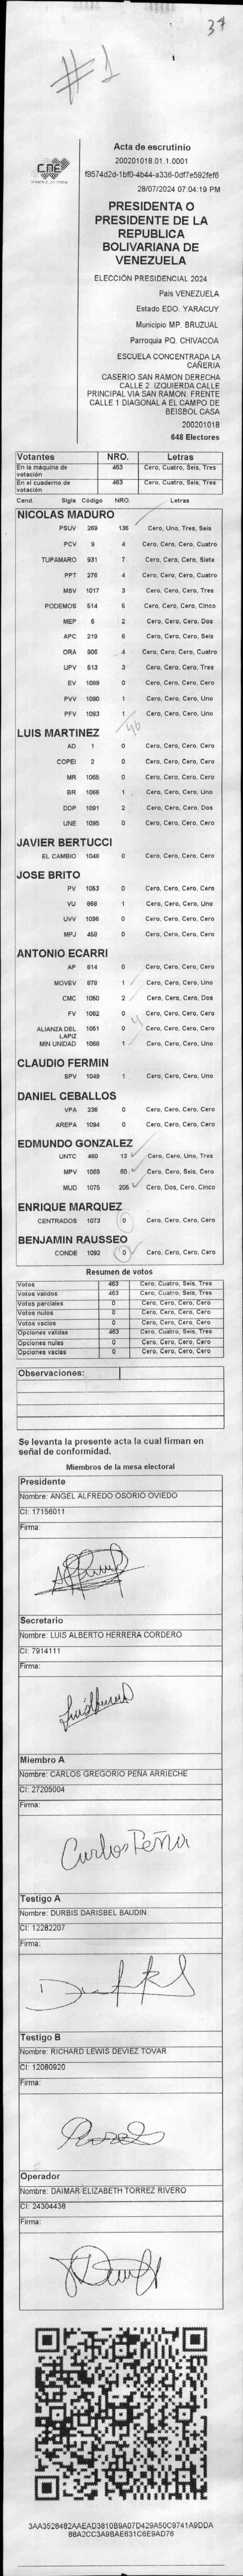 37
#1
CNE
Acta de escrutinio
200201018.01.1.0001
f9574d2d-1bf0-4b44-a336-0df7e592fef6
28/07/2024 07:04:19 PM
PRESIDENTA O
PRESIDENTE DE LA
REPUBLICA
BOLIVARIANA DE
VENEZUELA
ELECCIÓN PRESIDENCIAL 2024
Pais VENEZUELA
Estado EDO. YARACUY
Municipio MP. BRUZUAL
Parroquia PQ. CHIVACOA
ESCUELA CONCENTRADA LA
CAÑERIA
CASERIO SAN RAMON DERECHA
CALLE 2. IZQUIERDA CALLE
PRINCIPAL VIA SAN RAMON. FRENTE
CALLE 1 DIAGONAL A EL CAMPO DE
BEISBOL CASA
200201018
648 Electores
Votantes NRO. Letras
En la máquina de votación 463 Cero, Cuatro, Seis, Tres
En el cuaderno de votación 463 Cero, Cuatro, Seis, Tres
Cand. Sigla Código NRO. Letras
NICOLAS MADURO
PSUV 269 136 Cero, Uno, Tres, Seis
PCV 9 4 Cero, Cero, Cero, Cuatro
TUPAMARO 931 7 Cero, Cero, Cero, Siete
PPT 276 4 Cero, Cero, Cero, Cuatro
MSV 1017 3 Cero, Cero, Cero, Tres
PODEMOS 514 5 Cero, Cero, Cero, Cinco
MEP 6 2 Cero, Cero, Cero, Dos
APC 219 6 Cero, Cero, Cero, Seis
ORA 906 4 Cero, Cero, Cero, Cuatro
UPV 513 3 Cero, Cero, Cero, Tres
EV 1089 0 Cero, Cero, Cero, Cero
PVV 1090 1 Cero, Cero, Cero, Uno
PFV 1093 1 Cero, Cero, Cero, Uno
LUIS MARTINEZ
AD 1 0 Cero, Cero, Cero, Cero
COPEI 2 0 Cero, Cero, Cero, Cero
MR 1065 0 Cero, Cero, Cero, Cero
BR 1066 1 Cero, Cero, Cero, Uno
DDP 1091 2 Cero, Cero, Cero, Dos
UNE 1095 0 Cero, Cero, Cero, Cero
JAVIER BERTUCCI
EL CAMBIO 1048 0 Cero, Cero, Cero, Cero
JOSE BRITO
PV 1053 0 Cero, Cero, Cero, Cero
VU 868 1 Cero, Cero, Cero, Uno
UVV 1096 0 Cero, Cero, Cero, Cero
MPJ 458 0 Cero, Cero, Cero, Cero
ANTONIO ECARRI
AP 814 0 Cero, Cero, Cero, Cero
MOVEV 878 1 Cero, Cero, Cero, Uno
CMC 1050 2 Cero, Cero, Cero, Dos
FV 1062 0 Cero, Cero, Cero, Cero
ALIANZA DEL LAPIZ 1051 0 Cero, Cero, Cero, Cero
MIN UNIDAD 1068 1 Cero, Cero, Cero, Uno
CLAUDIO FERMIN
SPV 1049 1 Cero, Cero, Cero, Uno
DANIEL CEBALLOS
VPA 236 0 Cero, Cero, Cero, Cero
AREPA 1094 0 Cero, Cero, Cero, Cero
EDMUNDO GONZALEZ
UNTC 460 13 Cero, Cero, Uno, Tres
MPV 1069 60 Cero, Cero, Seis, Cero
MUD 1075 205 Cero, Dos, Cero, Cinco
ENRIQUE MARQUEZ
CENTRADOS 1073 0 Cero, Cero, Cero, Cero
BENJAMIN RAUSSEO
CONDE 1092 0 Cero, Cero, Cero, Cero
Resumen de votos
Votos 463 Cero, Cuatro, Seis, Tres
Votos validos 463 Cero, Cuatro, Seis, Tres
Votos parciales 0 Cero, Cero, Cero, Cero
Votos nulos 0 Cero, Cero, Cero, Cero
Votos vacios 0 Cero, Cero, Cero, Cero
Opciones validas 463 Cero, Cuatro, Seis, Tres
Opciones nulas 0 Cero, Cero, Cero, Cero
Opciones vacias 0 Cero, Cero, Cero, Cero
Observaciones:
Se levanta la presente acta la cual firman en
señal de conformidad.
Miembros de la mesa electoral
Presidente
Nombre: ANGEL ALFREDO OSORIO OVIEDO
CI: 17156011
Firma:
Secretario
Nombre: LUIS ALBERTO HERRERA CORDERO
CI: 7914111
Firma:
Miembro A
Nombre: CARLOS GREGORIO PEÑA ARRIECHE
CI: 27205004
Firma:
Carlos Peña
Testigo A
Nombre: DURBIS DARISBEL BAUDIN
CI: 12282207
Firma:
Testigo B
Nombre: RICHARD LEWIS DEVIEZ TOVAR
CI: 12080920
Firma:
Operador
Nombre: DAIMAR ELIZABETH TORREZ RIVERO
CI: 24304438
Firma:
3AA3528482AAEAD3810B9A07D429A50C9741A9DDA
88A2CC3A9BAE631C6E9AD76